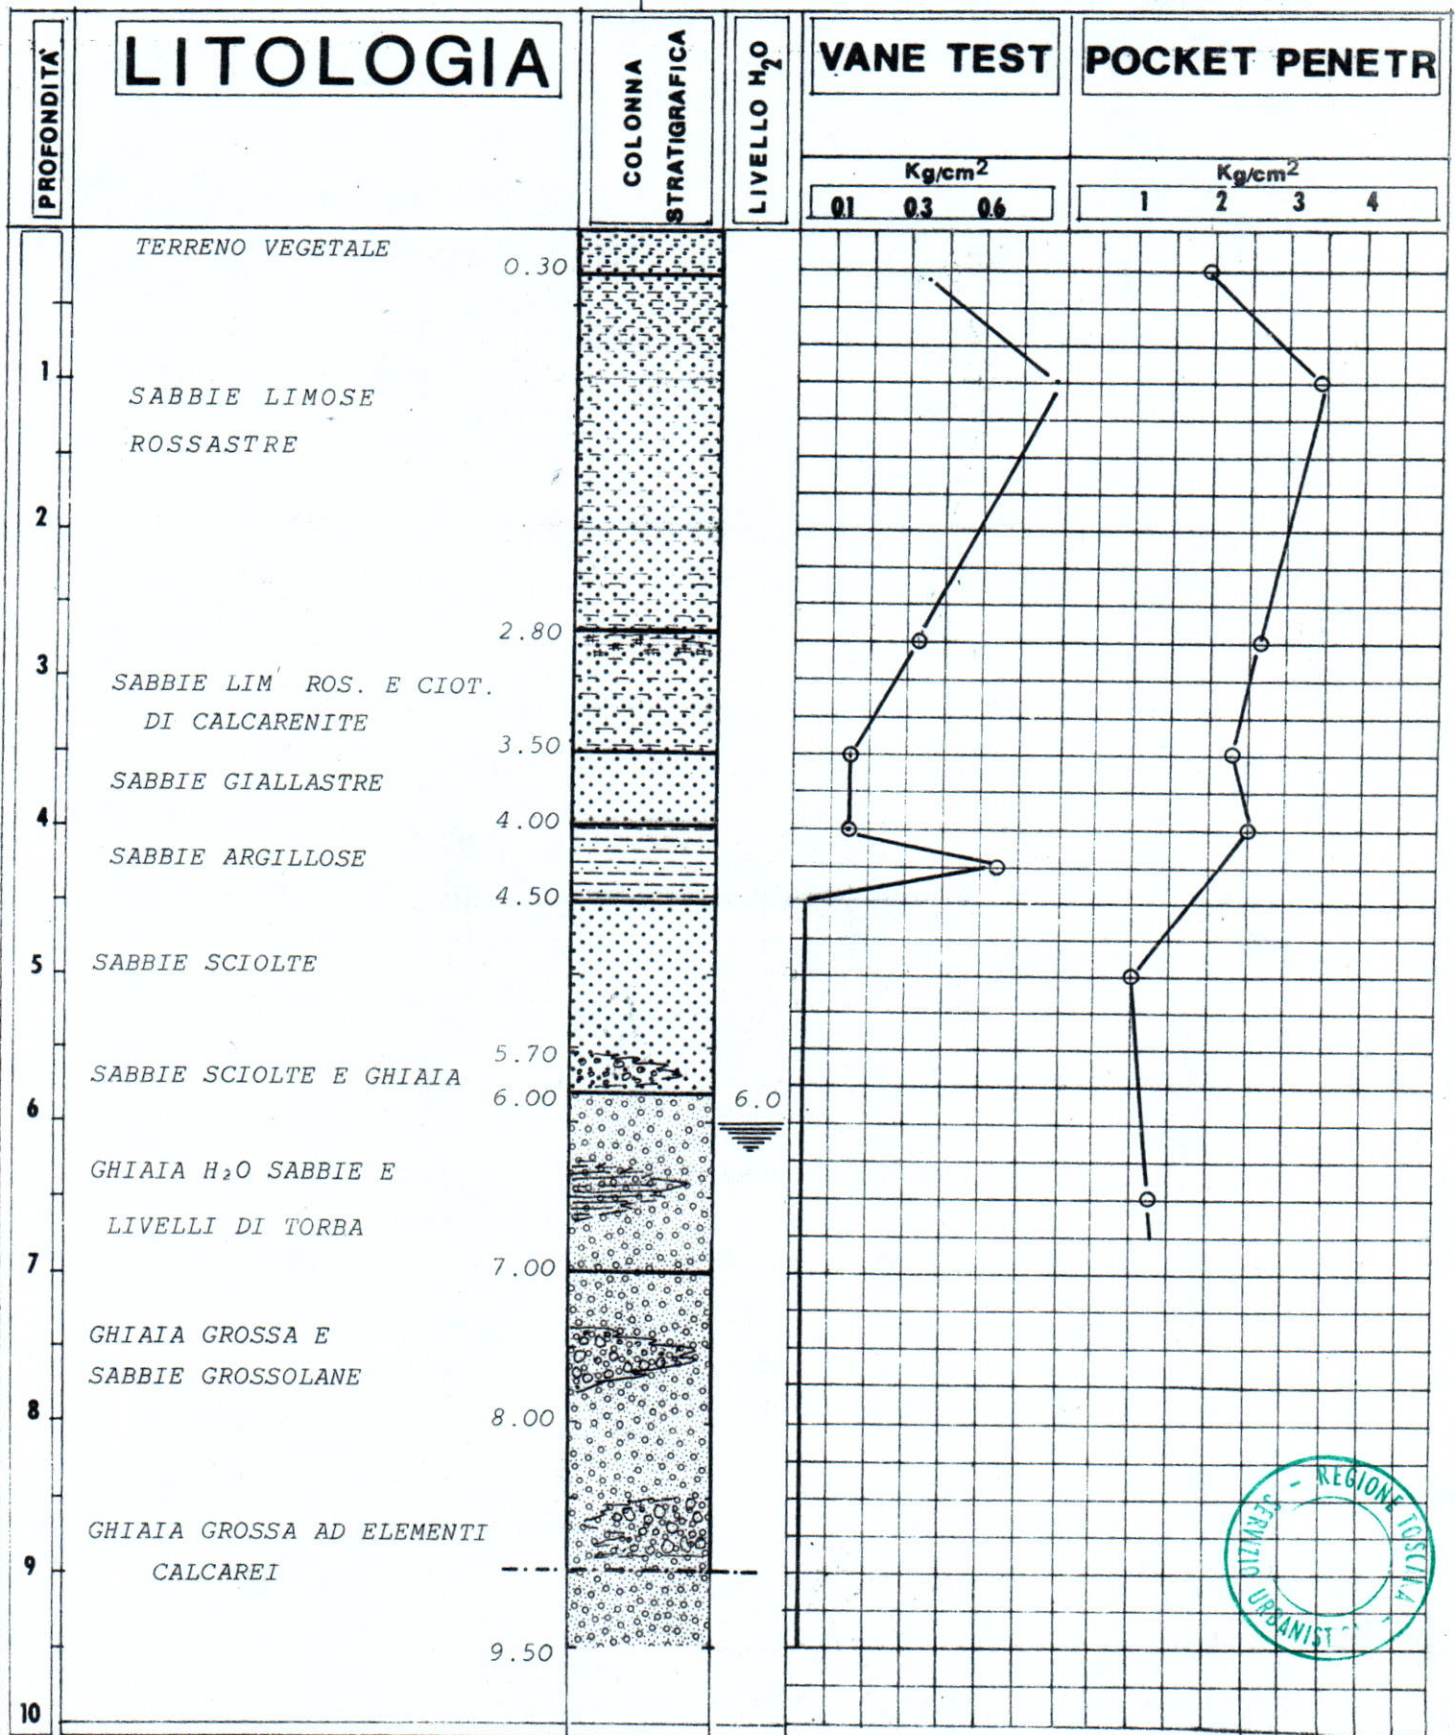 PROFONDITA'
LITOLOGIA
COLONNA
STRATIGRAFICA
LIVELLO H2O
VANE TEST
POCKET PENETR
Kg/cm2
Kg/cm2
0.1 0.3 0.6
1 2 3 4
TERRENO VEGETALE
0.30
1
SABBIE LIMOSE
ROSSASTRE
2
2.80
3
SABBIE LIM' ROS. E CIOT.
DI CALCARENITE
3.50
SABBIE GIALLASTRE
4
4.00
SABBIE ARGILLOSE
4.50
5
SABBIE SCIOLTE
5.70
SABBIE SCIOLTE E GHIAIA
6
6.00
6.0
GHIAIA H₂O SABBIE E
LIVELLI DI TORBA
7
7.00
GHIAIA GROSSA E
SABBIE GROSSOLANE
8
8.00
GHIAIA GROSSA AD ELEMENTI
CALCAREI
9
9.50
10
- REGIONE TOSCANA -
SERVIZIO URBANIST